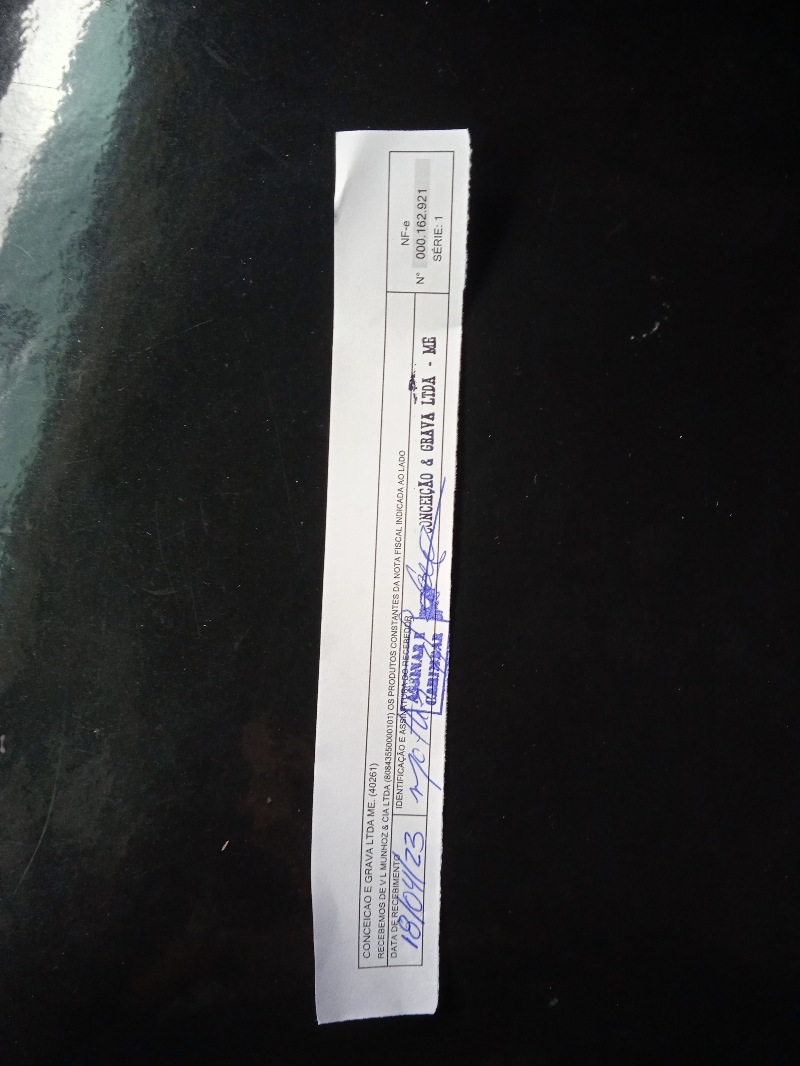 CONCEICAO E GRAVA LTDA ME. (40261)
RECEBEMOS DE V L MUNHOZ & CIA LTDA (80843550000101) OS PRODUTOS CONSTANTES DA NOTA FISCAL INDICADA AO LADO
DATA DE RECEBIMENTO
18/04/23
IDENTIFICAÇÃO E ASSINATURA DO RECEBEDOR
ASSINAR E
CARIMBAR
CONCEIÇÃO & GRAVA LTDA - ME
NF-e
N° 000.162.921
SÉRIE: 1